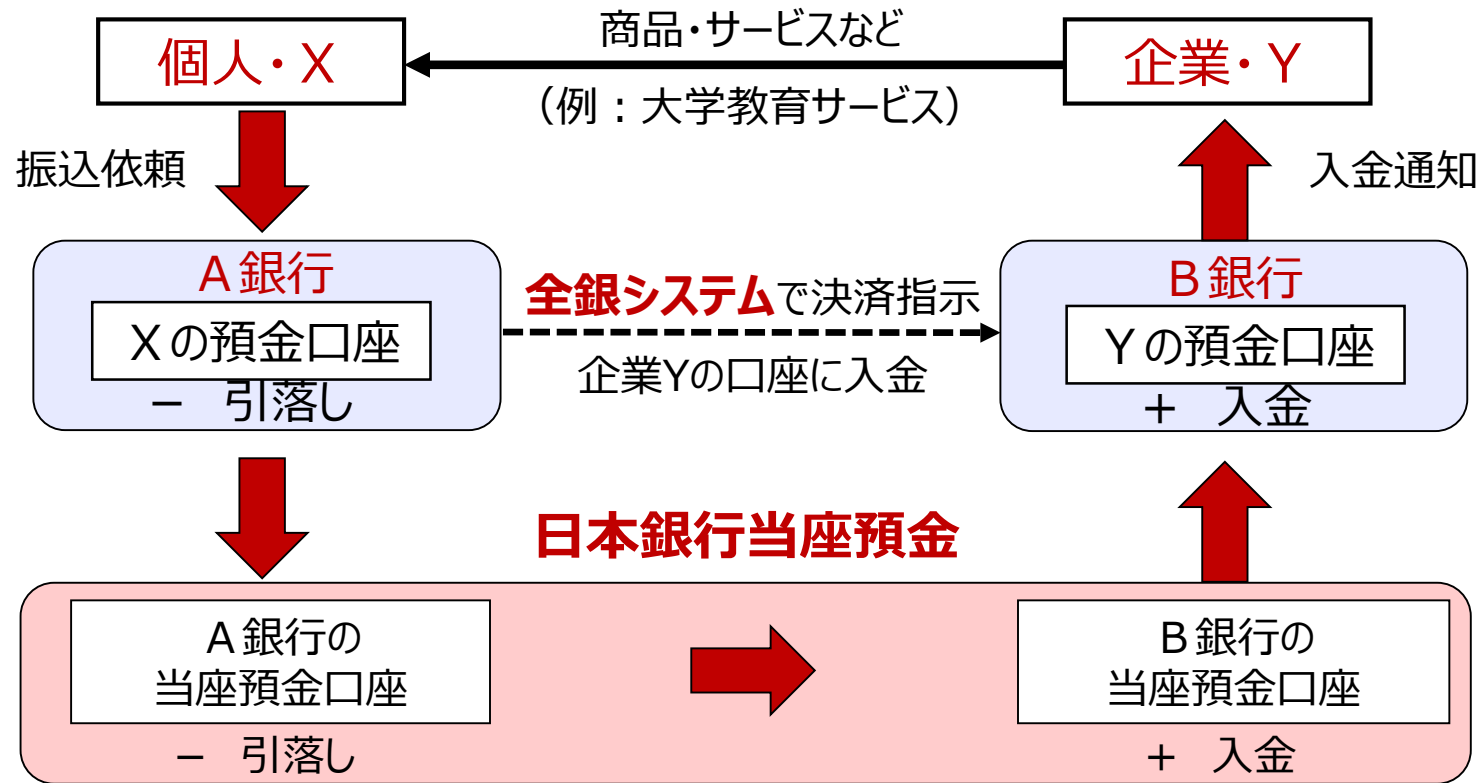 商品・サービスなど
個人・X
企業・Y
（例：大学教育サービス）
振込依頼
入金通知
A銀行
B銀行
全銀システムで決済指示
Xの預金口座
Yの預金口座
企業Yの口座に入金
－ 引落し
＋ 入金
日本銀行当座預金
A銀行の
当座預金口座
B銀行の
当座預金口座
－ 引落し
＋ 入金